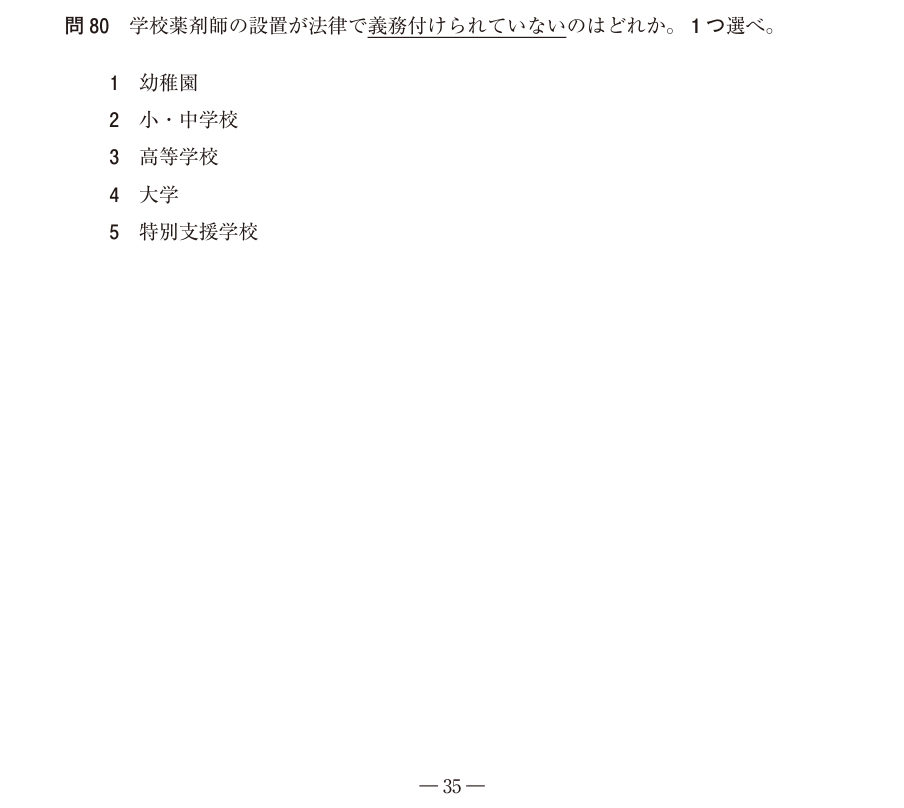 問 80 学校薬剤師の設置が法律で義務付けられていないのはどれか。1つ選べ。
1 幼稚園
2 小・中学校
3 高等学校
4 大学
5 特別支援学校
— 35 —